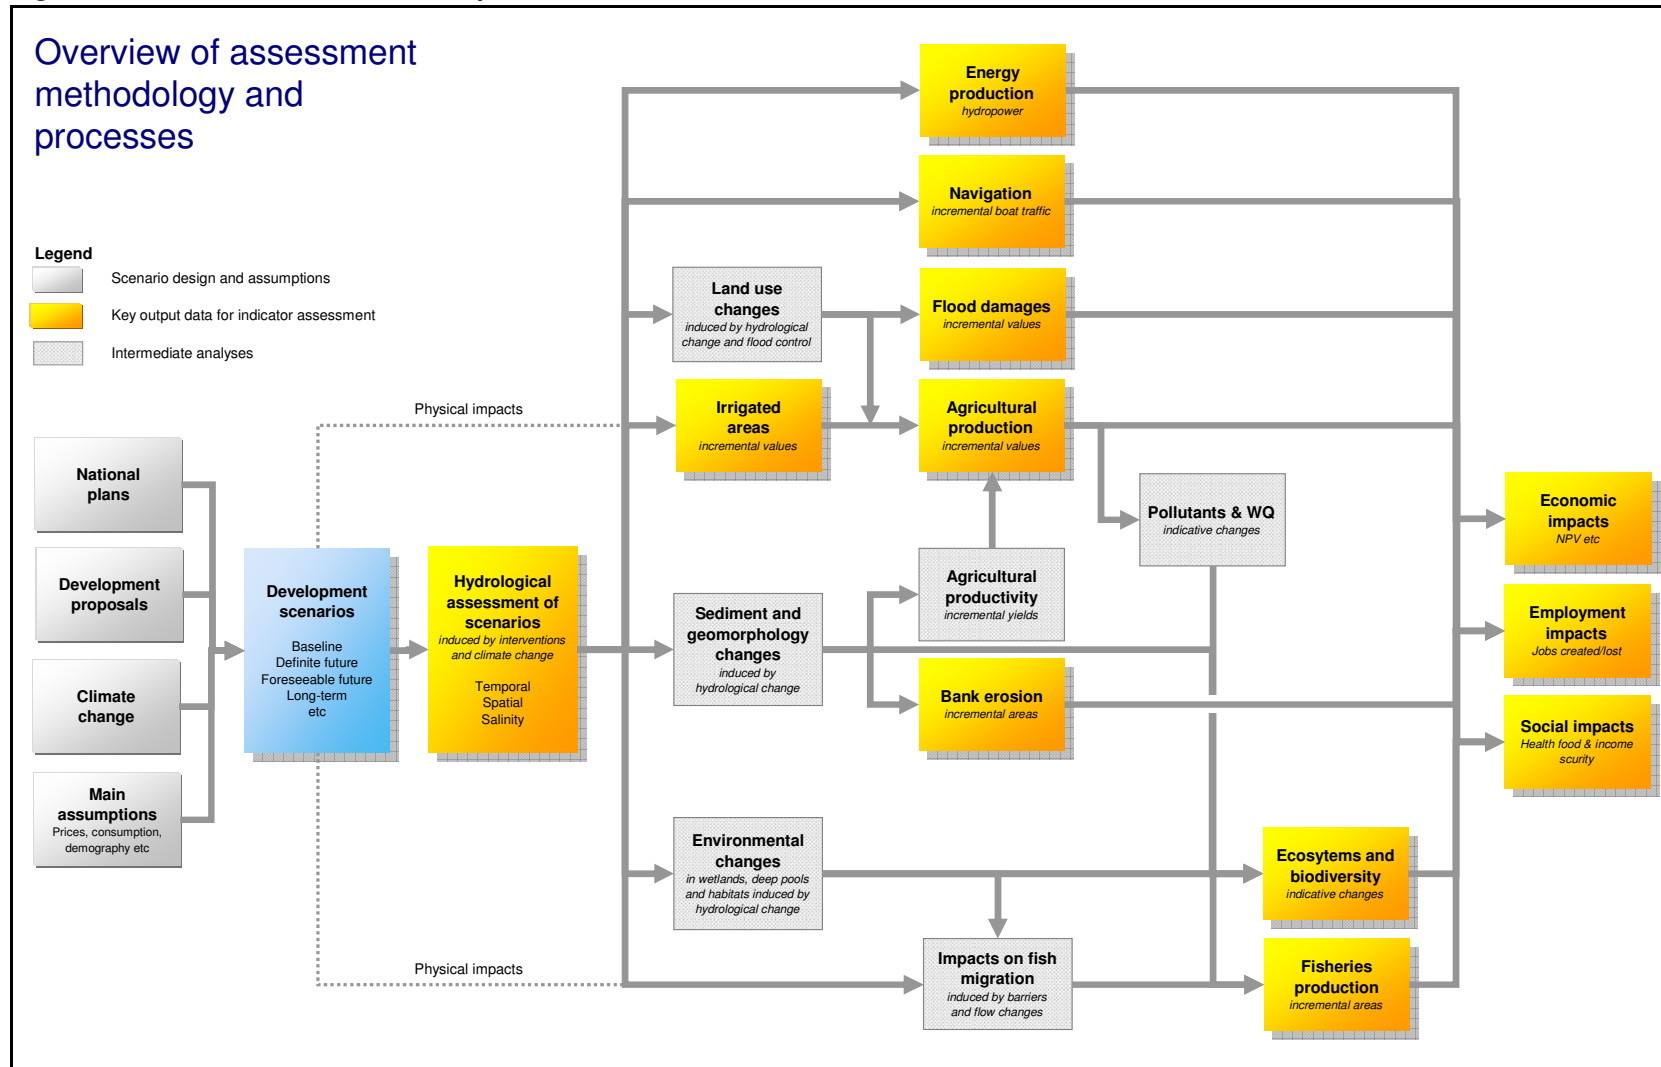 Overview of assessment
methodology and
processes
Legend
Scenario design and assumptions
Key output data for indicator assessment
Intermediate analyses
National
plans
Development
proposals
Climate
change
Main
assumptions
Prices, consumption,
demography etc
Physical impacts
Development
scenarios
Baseline
Definite future
Foreseeable future
Long-term
etc
Physical impacts
Hydrological
assessment of
scenarios
induced by interventions
and climate change
Temporal
Spatial
Salinity
Land use
changes
induced by hydrological
change and flood control
Irrigated
areas
incremental values
Sediment and
geomorphology
changes
induced by
hydrological change
Environmental
changes
in wetlands, deep pools
and habitats induced by
hydrological change
Energy
production
hydropower
Navigation
incremental boat traffic
Flood damages
incremental values
Agricultural
production
incremental values
Agricultural
productivity
incremental yields
Bank erosion
incremental areas
Impacts on fish
migration
induced by barriers
and flow changes
Pollutants & WQ
indicative changes
Ecosytems and
biodiversity
indicative changes
Fisheries
production
incremental areas
Economic
impacts
NPV etc
Employment
impacts
Jobs created/lost
Social impacts
Health food & income
scurity